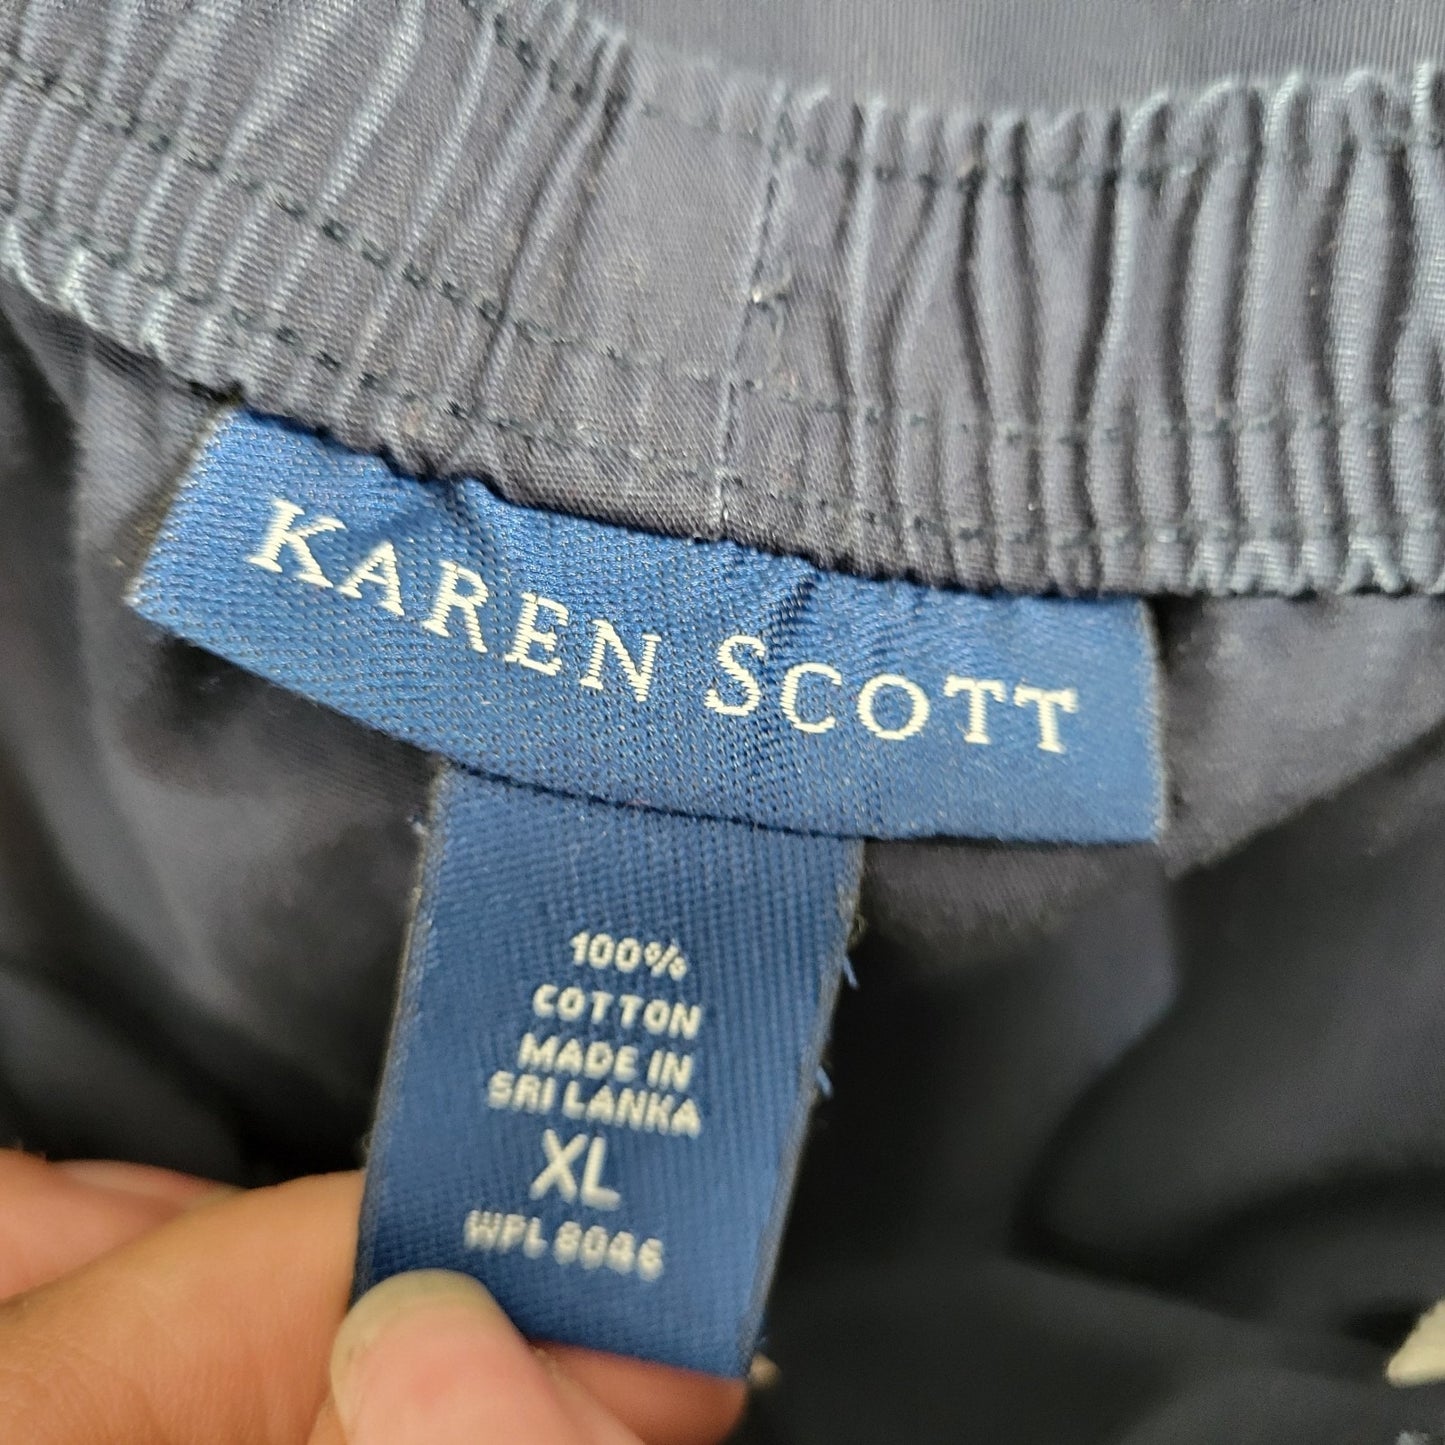 KAREN SCOTT
100%
COTTON
MADE IN
SRI LANKA
XL
WPL 8046